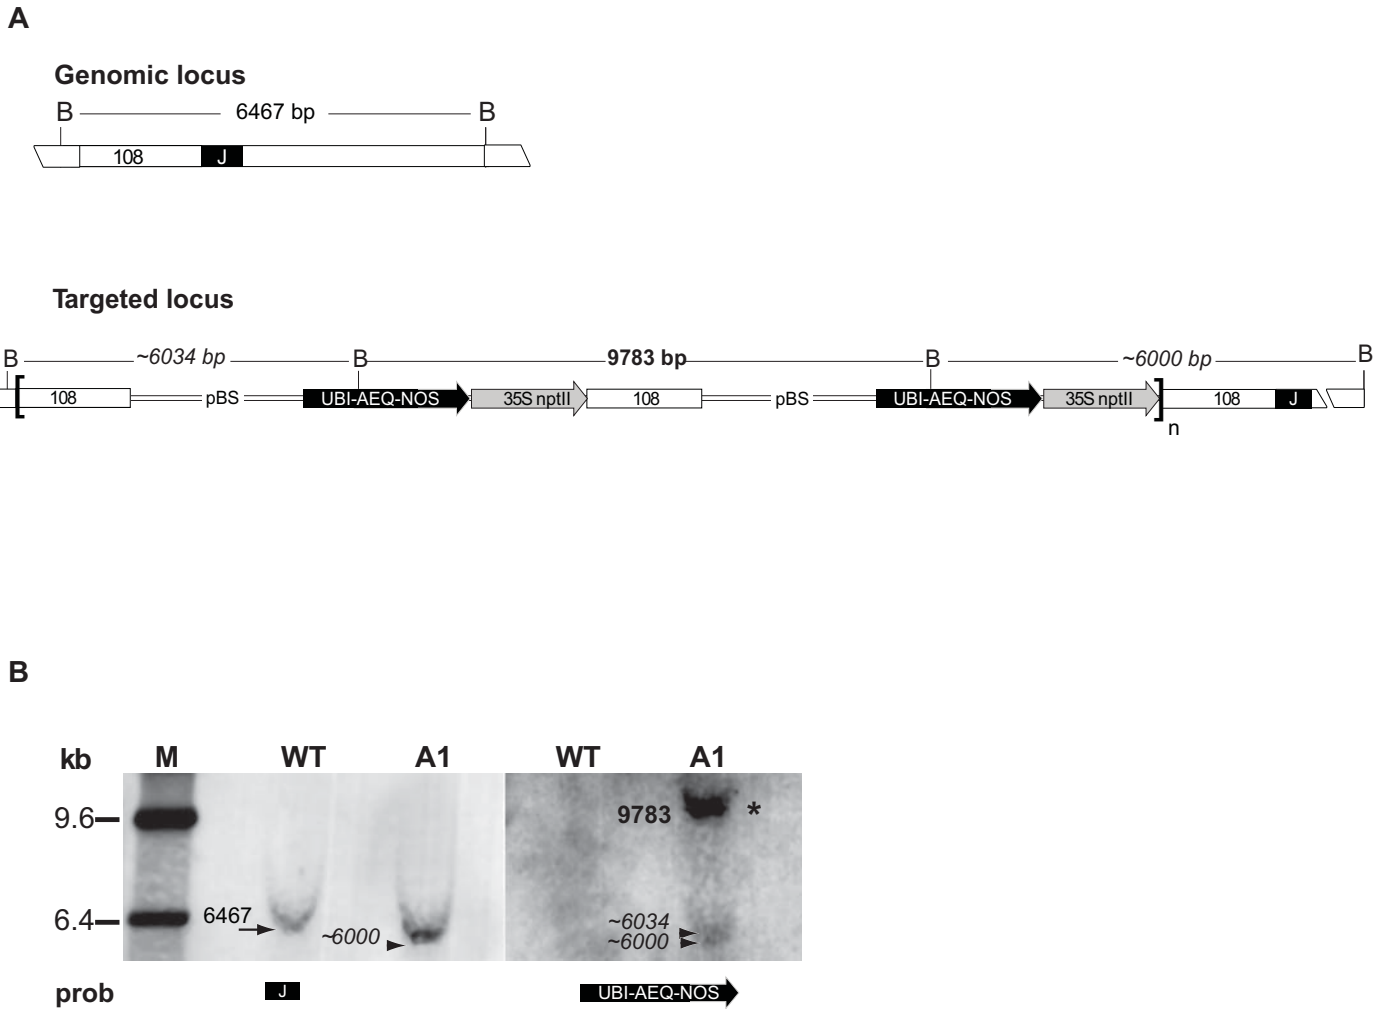 A
Genomic locus
B 6467 bp B
108 J
Targeted locus
B ~6034 bp B 9783 bp B ~6000 bp B
108 pBS UBI-AEQ-NOS 35S nptII 108 pBS UBI-AEQ-NOS 35S nptII 108 J
n
B
kb M WT A1 WT A1
9.6 9783 *
6.4 6467 ~6000 ~6034
~6000
prob J UBI-AEQ-NOS